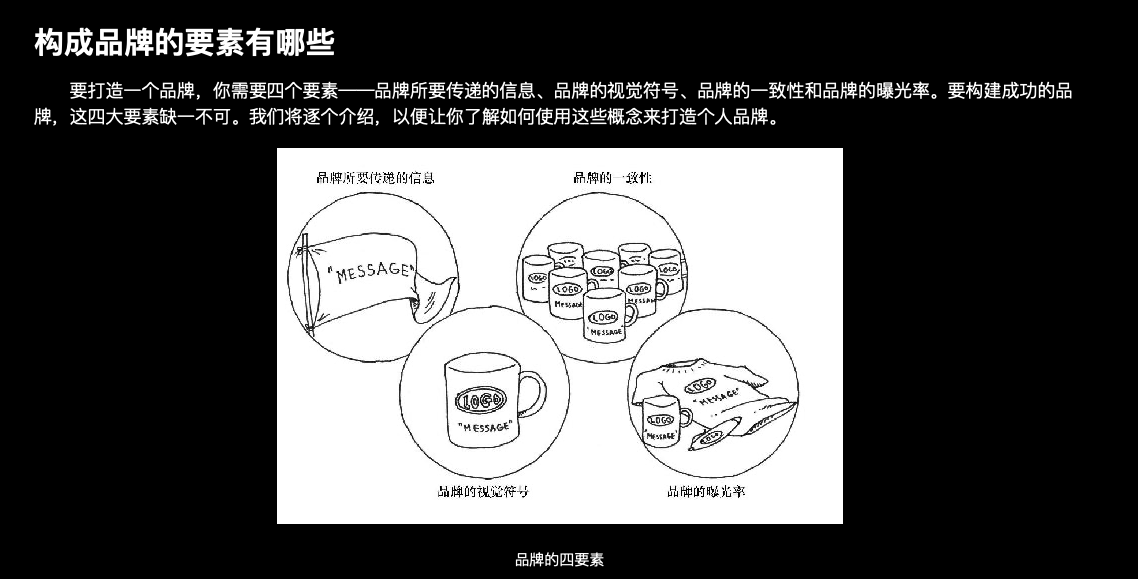 构成品牌的要素有哪些
要打造一个品牌，你需要四个要素——品牌所要传递的信息、品牌的视觉符号、品牌的一致性和品牌的曝光率。要构建成功的品
牌，这四大要素缺一不可。我们将逐个介绍，以便让你了解如何使用这些概念来打造个人品牌。
品牌所要传递的信息
品牌的一致性
"MESSAGE"
LOGO
LOGO
LOGO
LOGO
LOGO
MESSAGE
MESSAGE
LOGO
"MESSAGE"
LOGO
"MESSAGE"
LOGO
"MESSAGE"
LOGO
"MESSAGE"
LOGO
品牌的视觉符号
品牌的曝光率
品牌的四要素